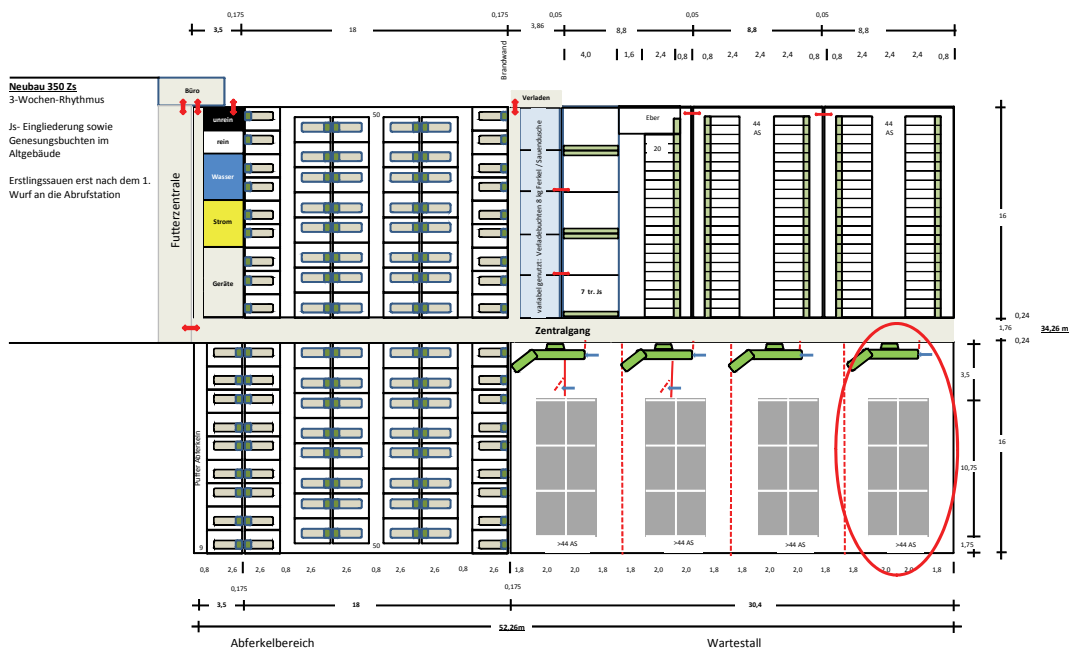 0,175
0,175
0,05
0,05
0,05
3,5
18
3,86
8,8
8,8
8,8
4,0
1,6
2,4
0,8
0,8
2,4
2,4
2,4
0,8
0,8
2,4
2,4
2,4
0,8
Brandwand
Neubau 350 Zs
3-Wochen-Rhythmus
Js- Eingliederung sowie
Genesungsbuchten im
Altgebäude
Erstlingssauen erst nach dem 1.
Wurf an die Abrufstation
Büro
Verladen
unrein
rein
Wasser
Strom
Geräte
Futterzentrale
50
variabel genutzt: Verladebuchten 8 kg Ferkel / Sauendusche
Eber
20
7 tr. Js
44
AS
44
AS
16
0,24
1,76
34,26 m
0,24
Zentralgang
3,5
16
10,75
1,75
Puffer Abferkeln
9
50
>44 AS
>44 AS
>44 AS
>44 AS
0,8
2,6
2,6
0,8
2,6
2,6
0,8
2,6
2,6
0,8
2,6
1,8
2,0
2,0
1,8
1,8
2,0
2,0
1,8
1,8
2,0
2,0
1,8
1,8
2,0
2,0
1,8
0,175
0,175
3,5
18
30,4
52,26m
Abferkelbereich
Wartestall